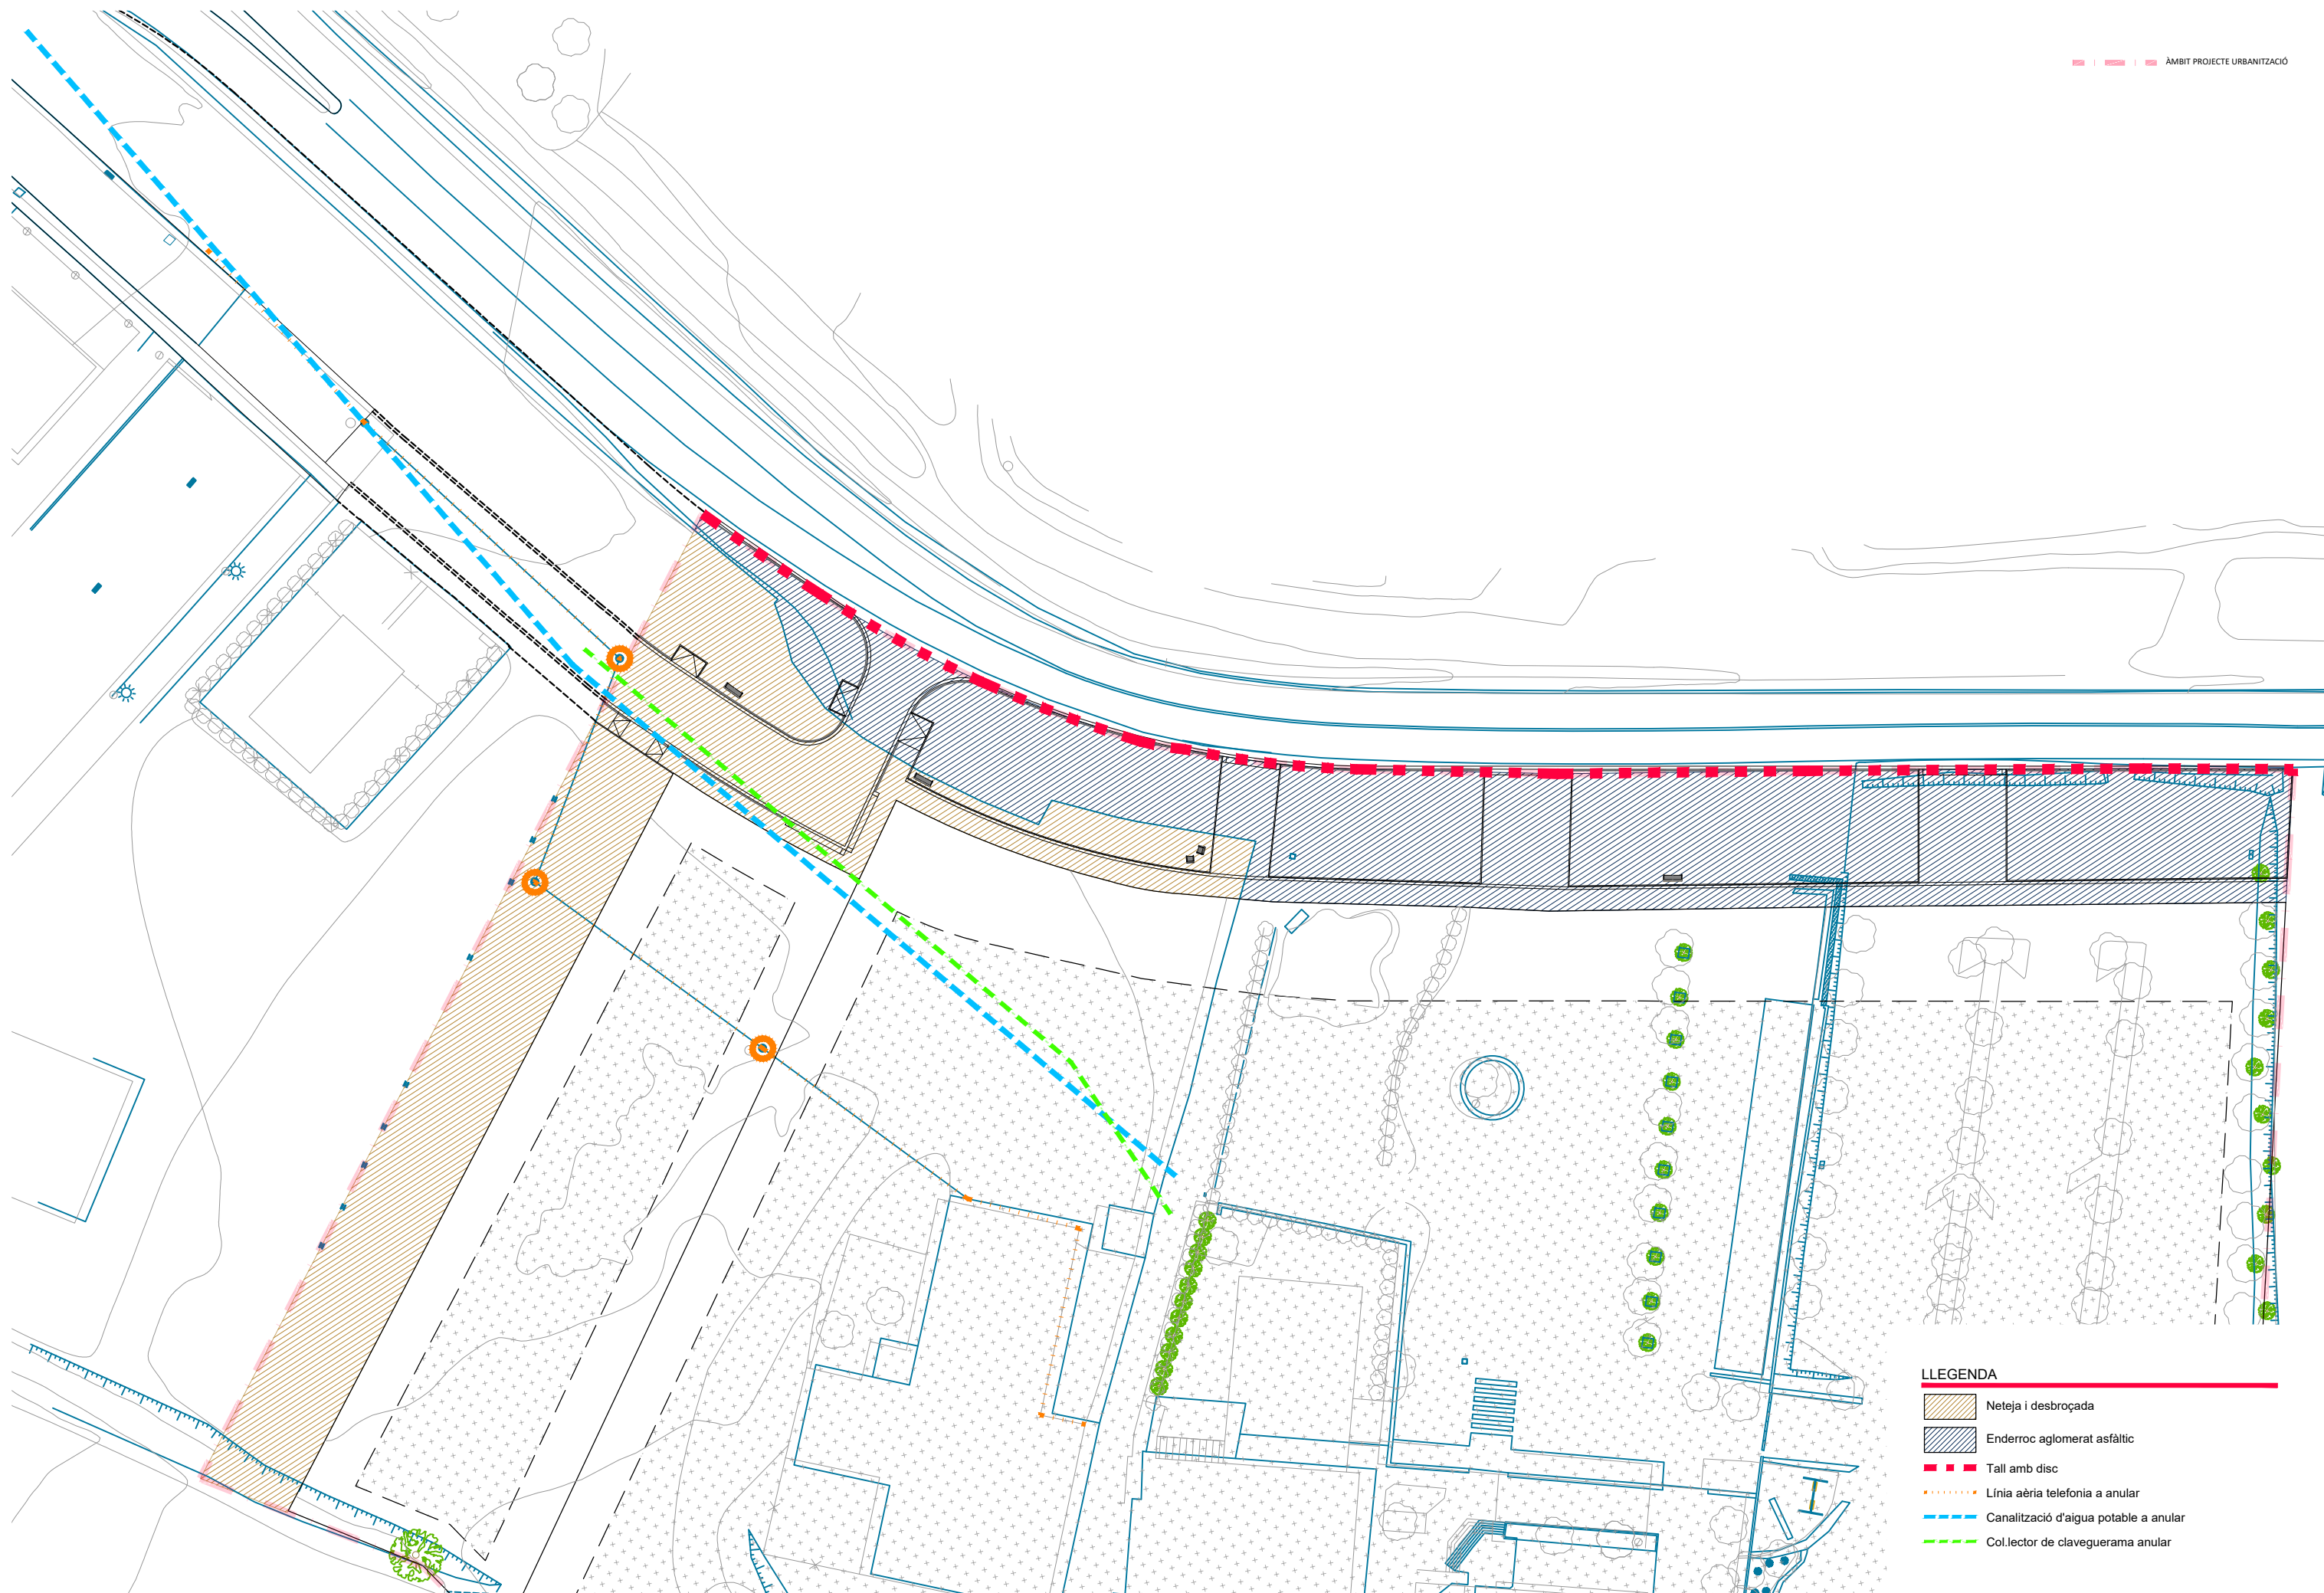 ÀMBIT PROJECTE URBANITZACIÓ
LLEGENDA
Neteja i desbroçada
Enderroc aglomerat asfàltic
Tall amb disc
Línia aèria telefonia a anular
Canalització d'aigua potable a anular
Col.lector de claveguerama anular